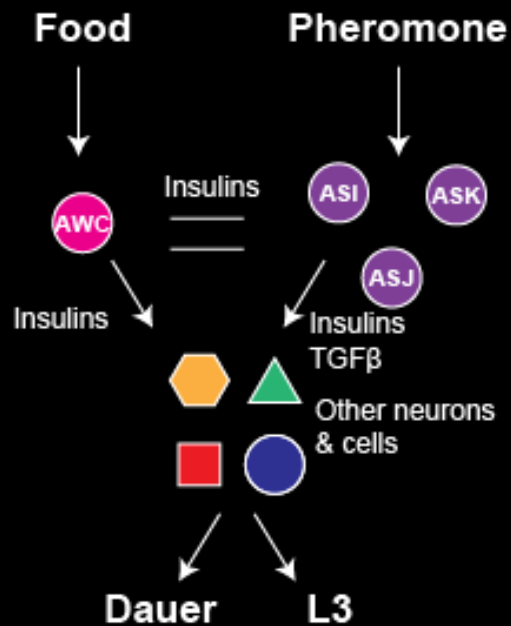 Food
Pheromone
Insulins
ASI
ASK
AWC
ASJ
Insulins
Insulins
TGFβ
Other neurons
& cells
Dauer
L3